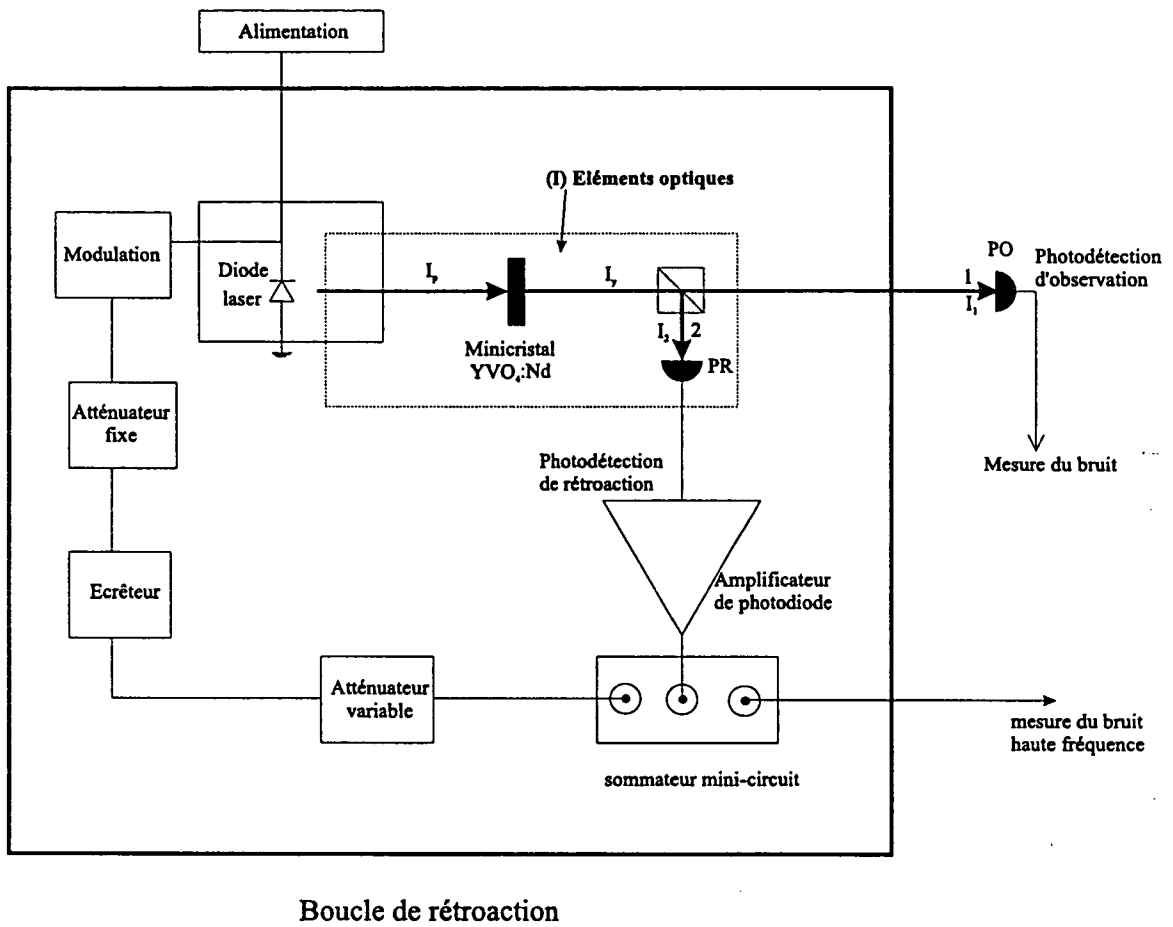 Alimentation
(I) Eléments optiques
Modulation
Diode
laser
Ip
Iy
1
I1
PO
Photodétection
d'observation
I2
2
PR
Minicristal
YVO4:Nd
Atténuateur
fixe
Photodétection
de rétroaction
Mesure du bruit
Ecrêteur
Amplificateur
de photodiode
Atténuateur
variable
mesure du bruit
haute fréquence
sommateur mini-circuit
Boucle de rétroaction